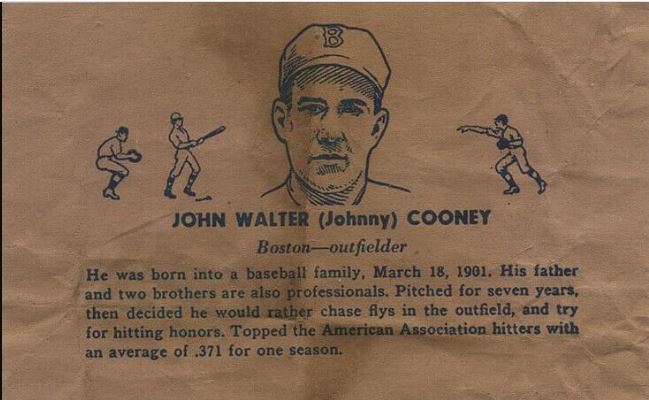 B
JOHN WALTER (Johnny) COONEY
Boston—outfielder
He was born into a baseball family, March 18, 1901. His father
and two brothers are also professionals. Pitched for seven years,
then decided he would rather chase flys in the outfield, and try
for hitting honors. Topped the American Association hitters with
an average of .371 for one season.